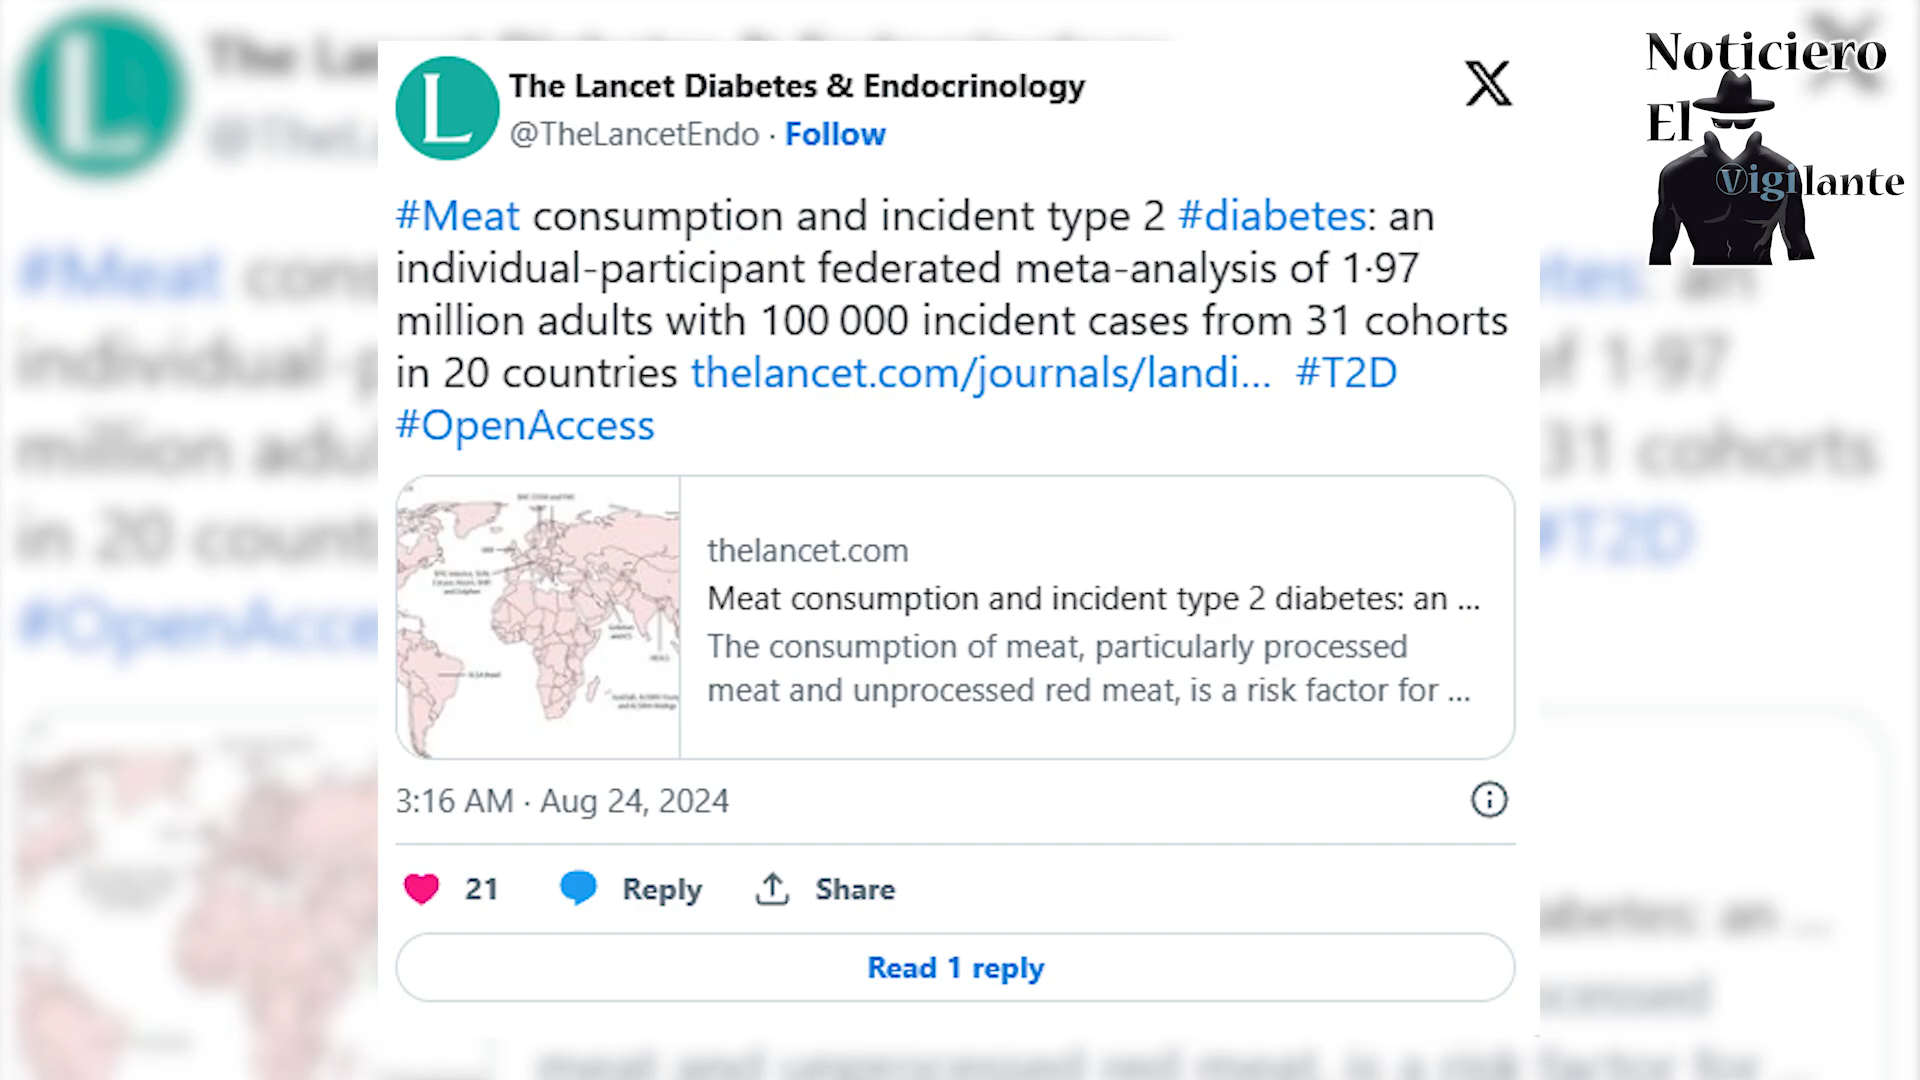 The Lancet Diabetes & Endocrinology
@TheLancetEndo · Follow
#Meat consumption and incident type 2 #diabetes: an
individual-participant federated meta-analysis of 1·97
million adults with 100 000 incident cases from 31 cohorts
in 20 countries thelancet.com/journals/landi... #T2D
#OpenAccess
thelancet.com
Meat consumption and incident type 2 diabetes: an ...
The consumption of meat, particularly processed
meat and unprocessed red meat, is a risk factor for ...
3:16 AM · Aug 24, 2024
21 Reply Share
Read 1 reply
Noticiero
El
Vigilante